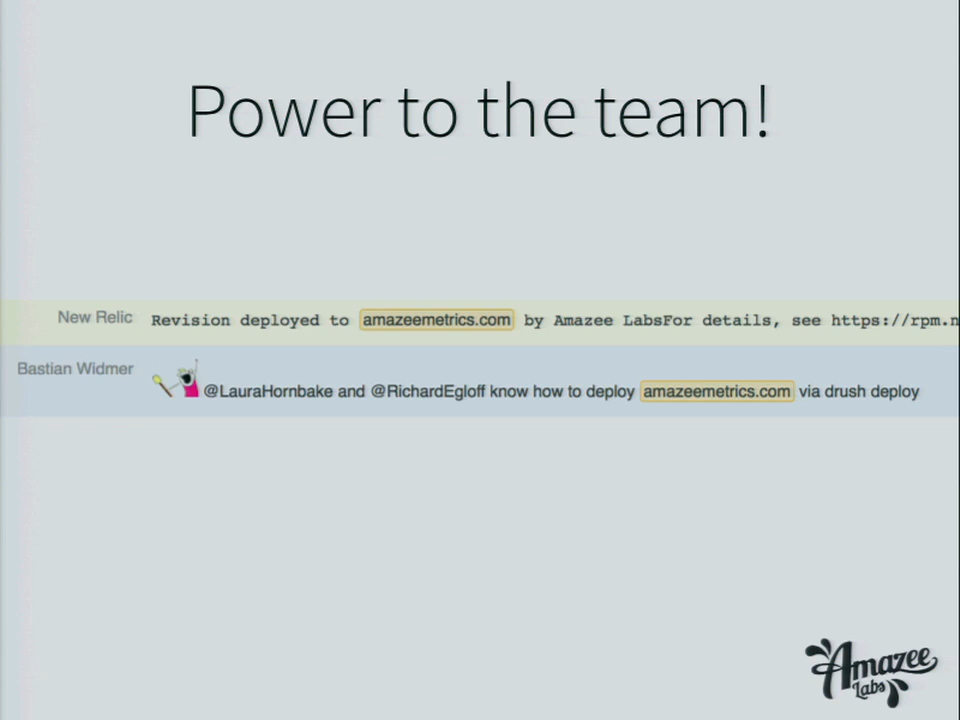 Power to the team!
New Relic Revision deployed to amazeemetrics.com by Amazee LabsFor details, see https://rpm.n
Bastian Widmer @LauraHornbake and @RichardEgloff know how to deploy amazeemetrics.com via drush deploy
Amazee
Labs